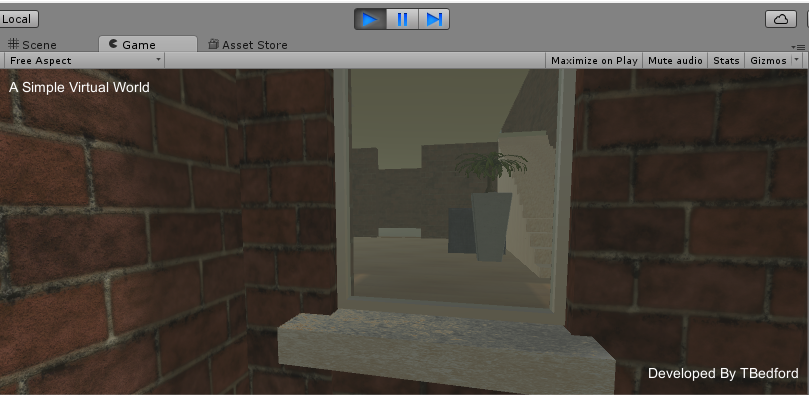 Local
Scene
Game
Asset Store
Free Aspect
Maximize on Play
Mute audio
Stats
Gizmos
A Simple Virtual World
Developed By TBedford